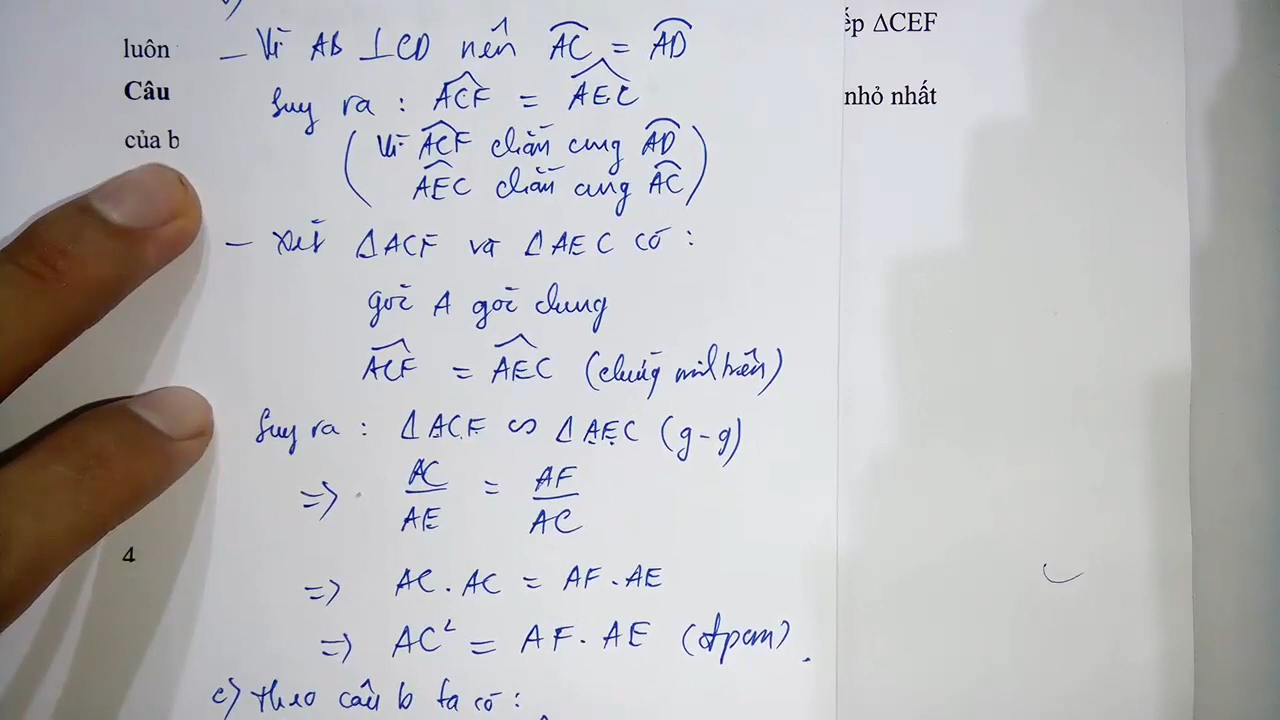 luôn
Câu
của b
4
ếp ΔCEF
nhỏ nhất
- Vì AB ⊥ CD nên AC = AD
Suy ra : ACF = AEC
( Vì ACF chắn cung AD
AEC chắn cung AC )
- Xét ΔACF và ΔAEC có :
góc A góc chung
ACF = AEC (chứng minh trên)
Suy ra : ΔACF ∽ ΔAEC (g-g)
=> AC/AE = AF/AC
=> AC . AC = AF . AE
=> AC² = AF . AE (đpcm).
c) theo câu b ta có :